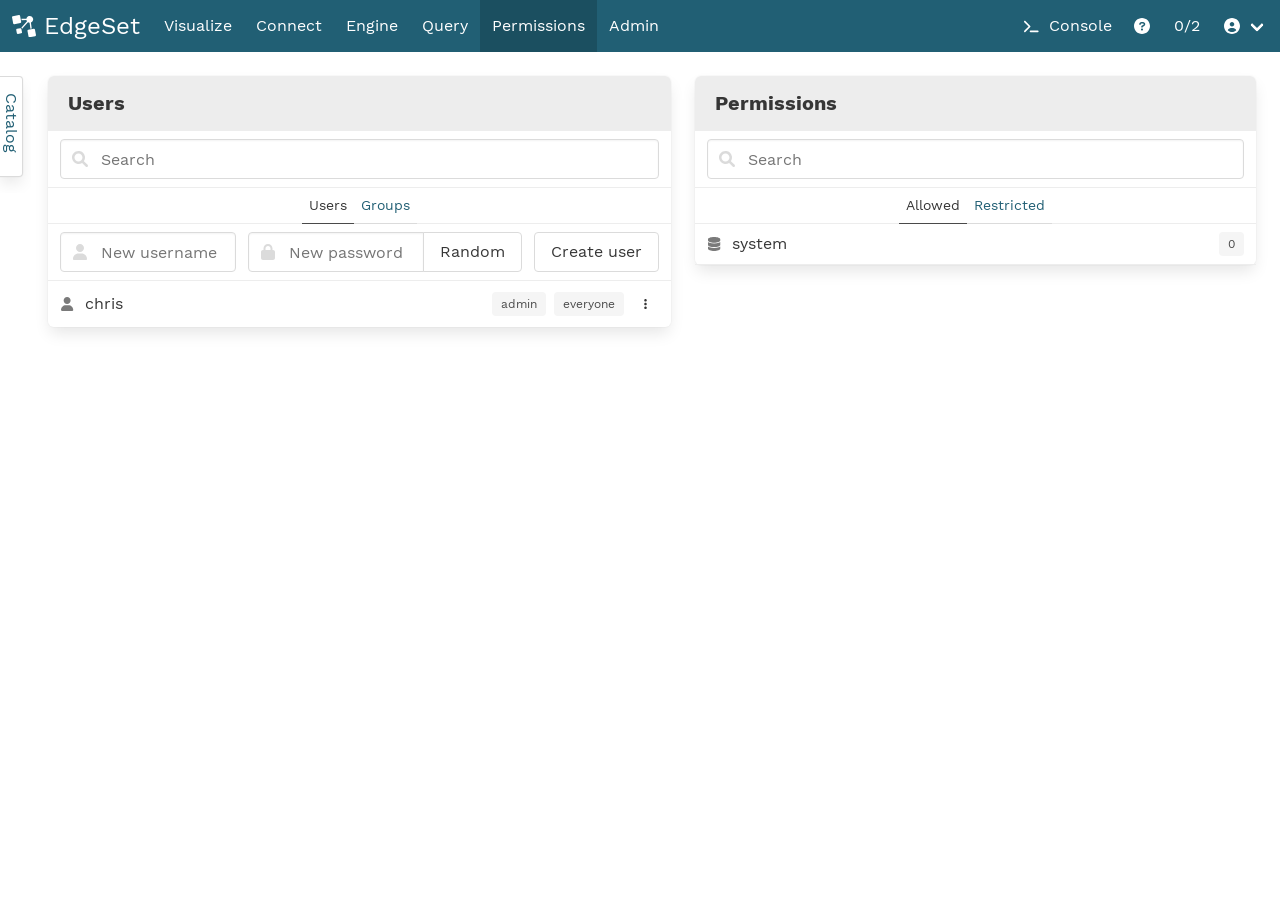 EdgeSet Visualize Connect Engine Query Permissions Admin Console 0/2
Catalog
Users
Search
Users Groups
New username New password Random Create user
chris admin everyone
Permissions
Search
Allowed Restricted
system 0